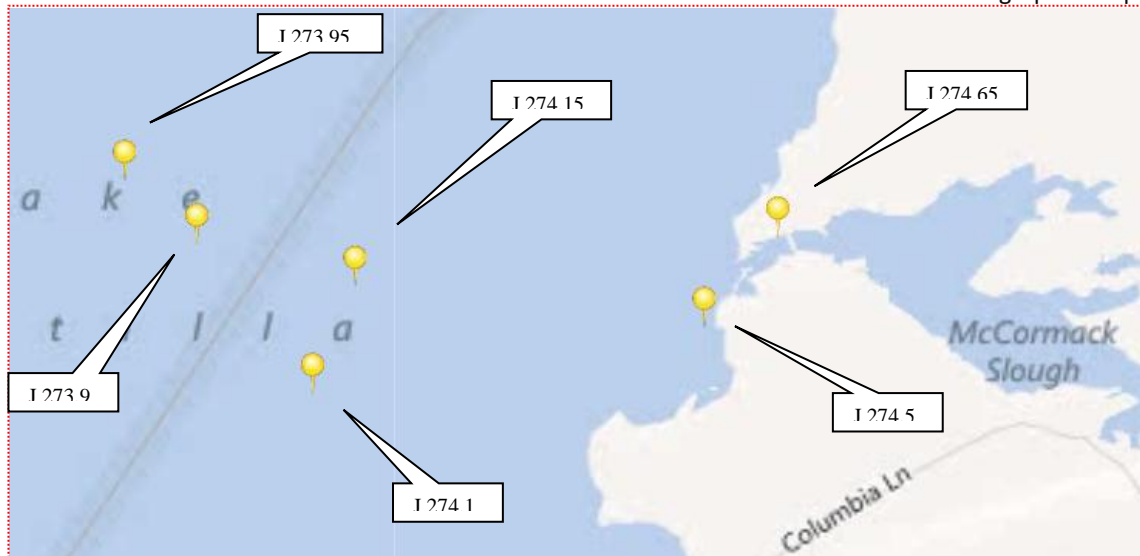 J 273.95
J 274.15
J 274.65
a k e
t i l l a
McCormack
Slough
J 273.9
J 274.5
J 274.1
Columbia Ln